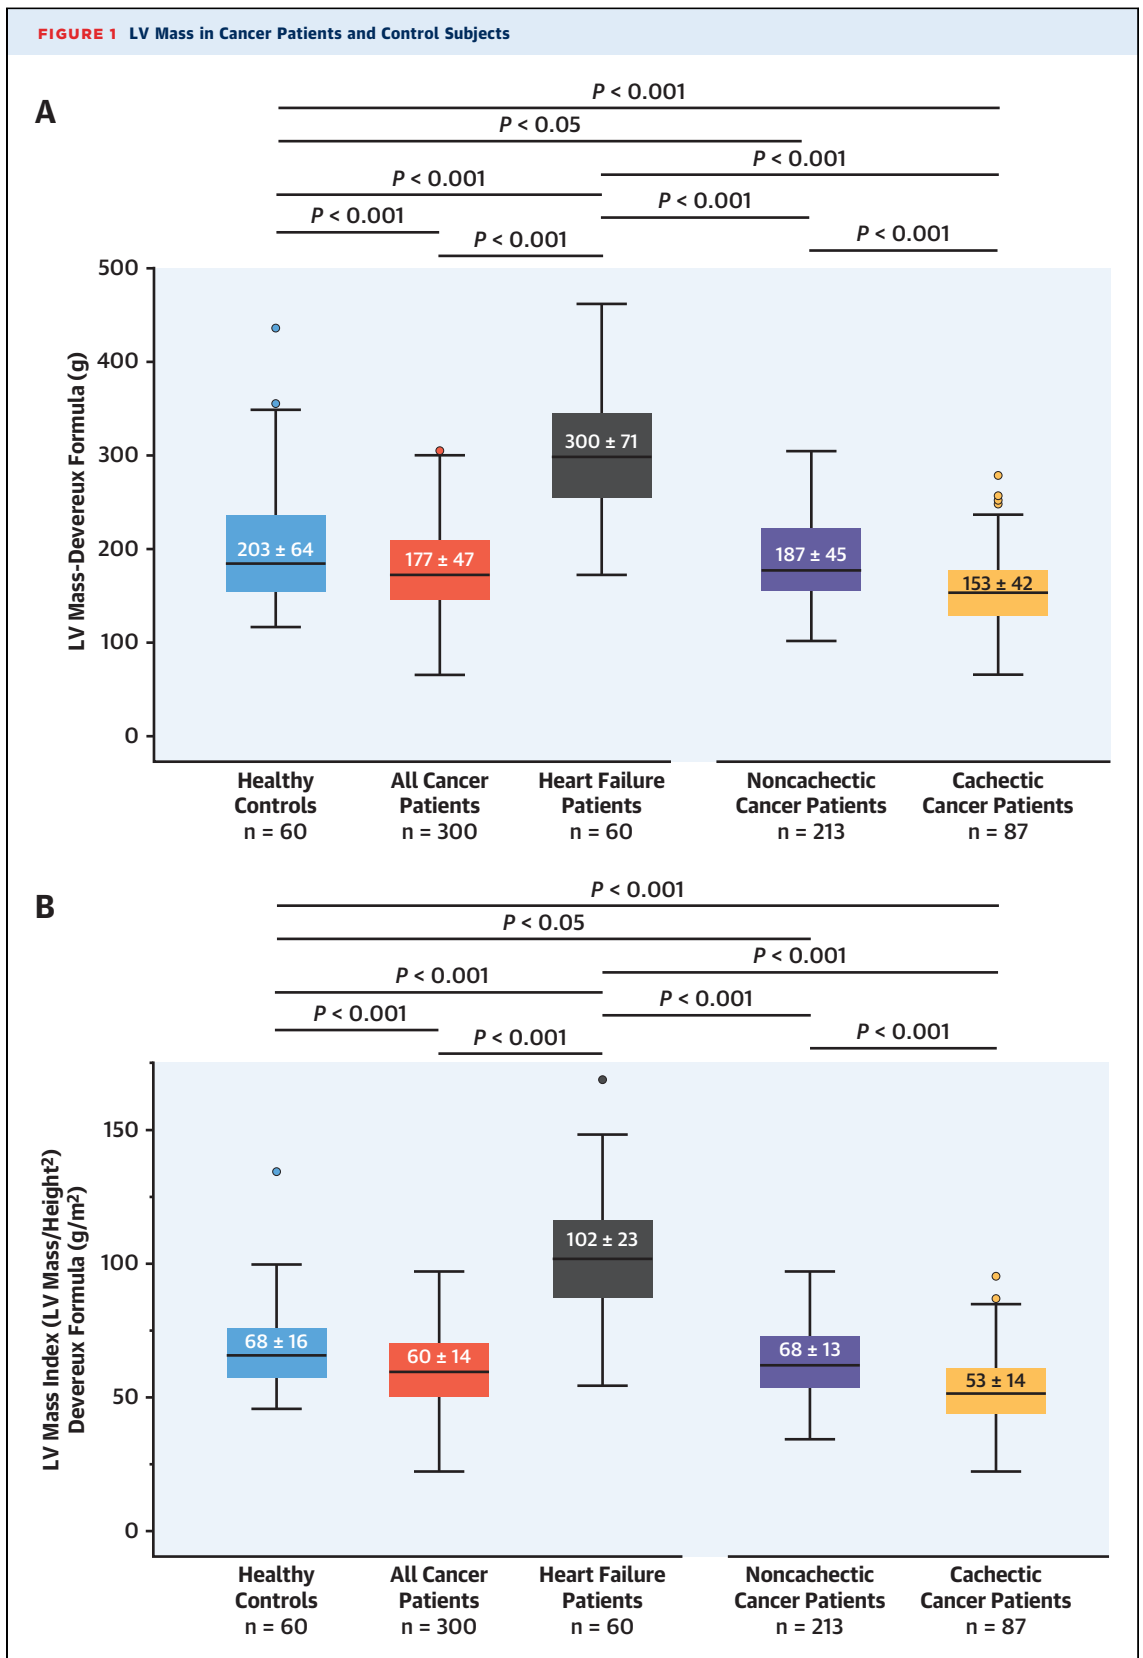 FIGURE 1 LV Mass in Cancer Patients and Control Subjects
A
P < 0.001
P < 0.05
P < 0.001
P < 0.001
P < 0.001
P < 0.001
P < 0.001
P < 0.001
LV Mass-Devereux Formula (g)
500
400
300
200
100
0
203 ± 64
177 ± 47
300 ± 71
187 ± 45
153 ± 42
Healthy
Controls
n = 60
All Cancer
Patients
n = 300
Heart Failure
Patients
n = 60
Noncachectic
Cancer Patients
n = 213
Cachectic
Cancer Patients
n = 87
B
P < 0.001
P < 0.05
P < 0.001
P < 0.001
P < 0.001
P < 0.001
P < 0.001
P < 0.001
LV Mass Index (LV Mass/Height²)
Devereux Formula (g/m²)
150
100
50
0
68 ± 16
60 ± 14
102 ± 23
68 ± 13
53 ± 14
Healthy
Controls
n = 60
All Cancer
Patients
n = 300
Heart Failure
Patients
n = 60
Noncachectic
Cancer Patients
n = 213
Cachectic
Cancer Patients
n = 87